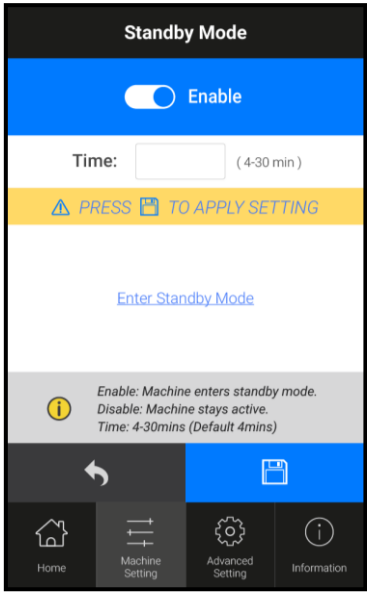 Standby Mode
Enable
Time:
( 4-30 min )
PRESS TO APPLY SETTING
Enter Standby Mode
Enable: Machine enters standby mode.
Disable: Machine stays active.
Time: 4-30mins (Default 4mins)
Home
Machine
Setting
Advanced
Setting
Information